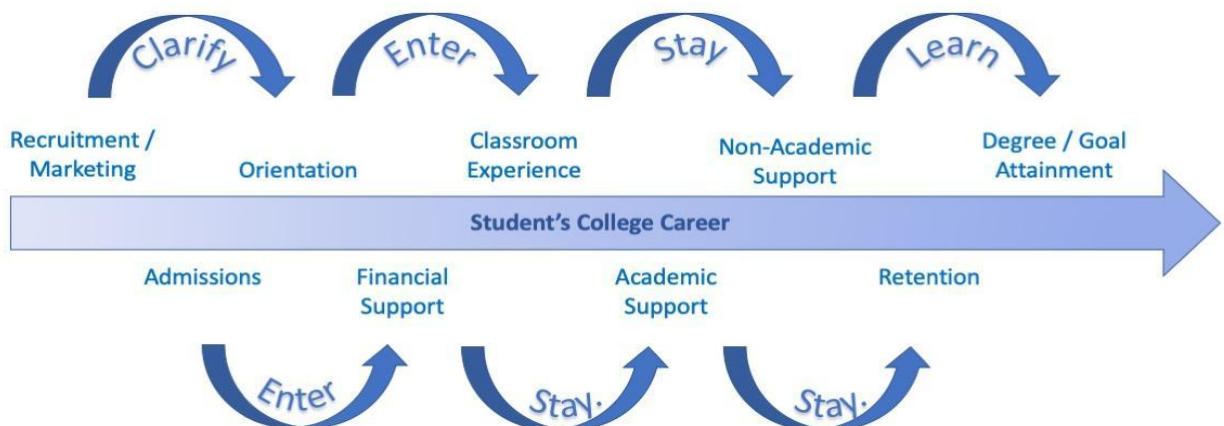 Clarify
Enter
Stay
Learn
Recruitment /
Marketing
Orientation
Classroom
Experience
Non-Academic
Support
Degree / Goal
Attainment
Student’s College Career
Admissions
Financial
Support
Academic
Support
Retention
Enter
Stay.
Stay.